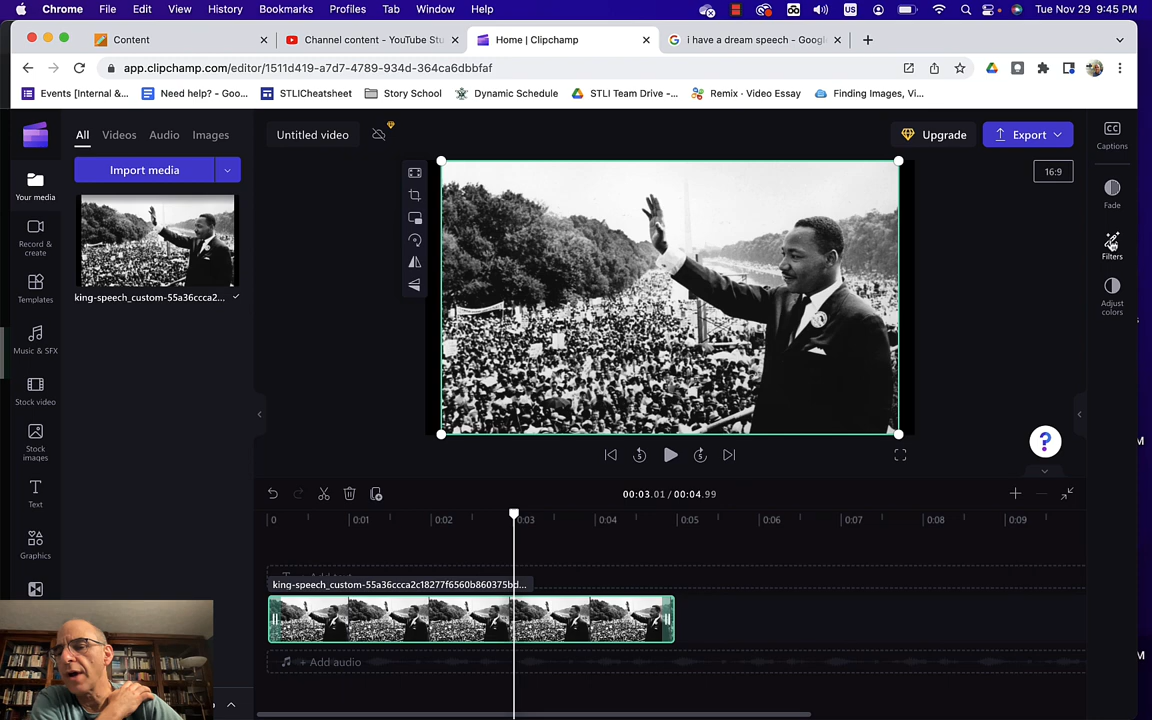 Chrome File Edit View History Bookmarks Profiles Tab Window Help US Tue Nov 29 9:45 PM
Content Channel content - YouTube Stu Home | Clipchamp i have a dream speech - Googl
app.clipchamp.com/editor/1511d419-a7d7-4789-934d-364ca6dbbfaf
Events [Internal &... Need help? - Goo... STLICheatsheet Story School Dynamic Schedule STLI Team Drive -... Remix · Video Essay Finding Images, Vi...
All Videos Audio Images
Untitled video
Upgrade
Export
CC
Captions
Import media
16:9
Your media
Fade
Record & create
Filters
Templates
king-speech_custom-55a36ccca2...
Adjust colors
Music & SFX
Stock video
Stock images
5 5
?
Text
00:03.01 / 00:04.99
0 0:01 0:02 0:03 0:04 0:05 0:06 0:07 0:08 0:09
Graphics
king-speech_custom-55a36ccca2c18277f6560b860375bd...
+ Add audio